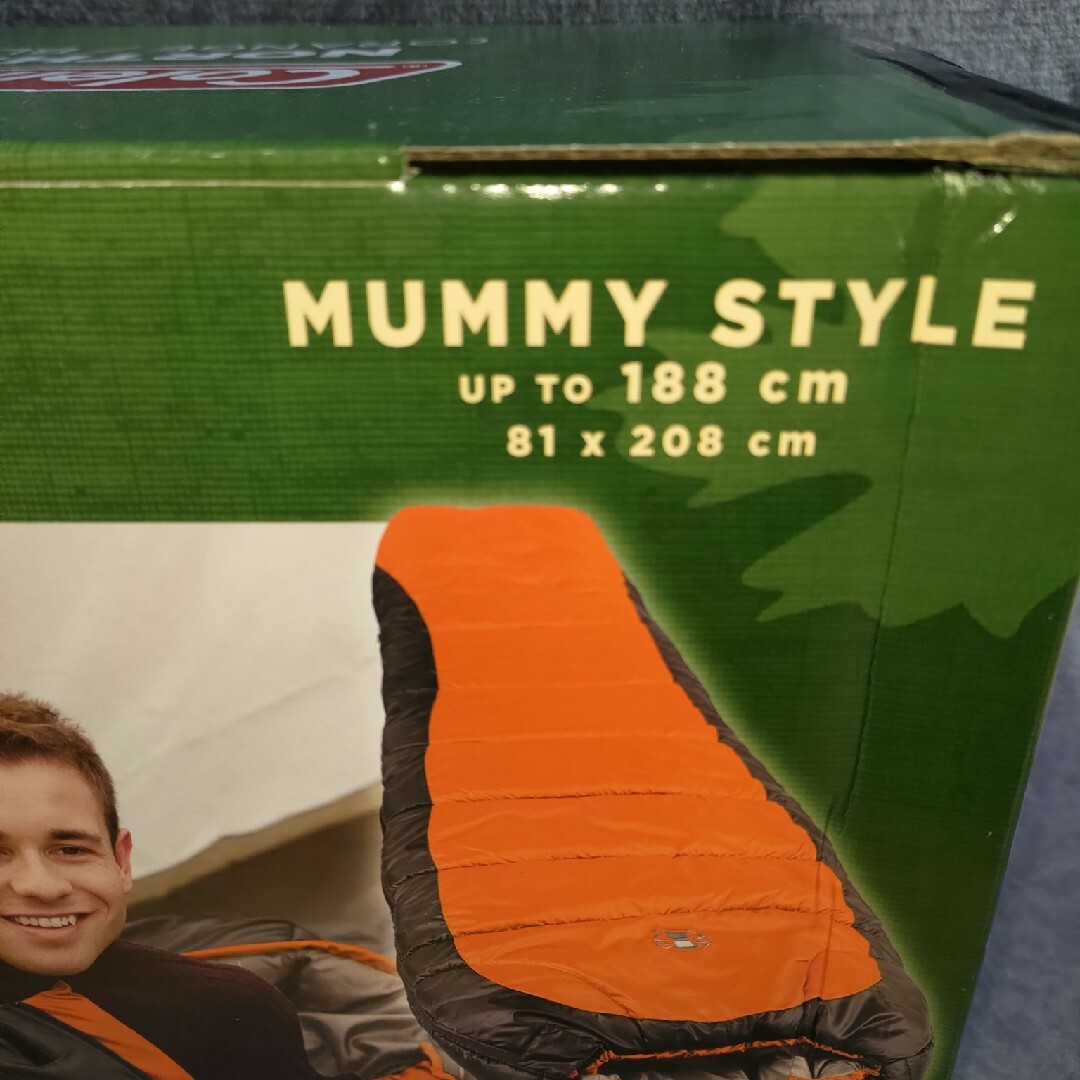 MUMMY STYLE
UP TO 188 cm
81 x 208 cm